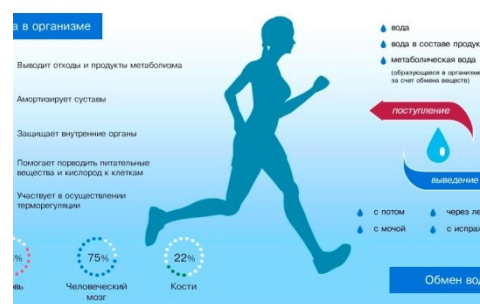 а в организме
Выводит отходы и продукты метаболизма
Амортизирует суставы
Защищает внутренние органы
Помогает порводить питательные
вещества и кислород к клеткам
Участвует в осуществлении
терморегуляции
%
75%
22%
овь
Человеческий
мозг
Кости
вода
вода в составе продук
метаболическая вода
(образующаяся в организме
за счет обмена веществ)
поступление
выведение
с потом
через ле
с мочой
с испраж
Обмен вод